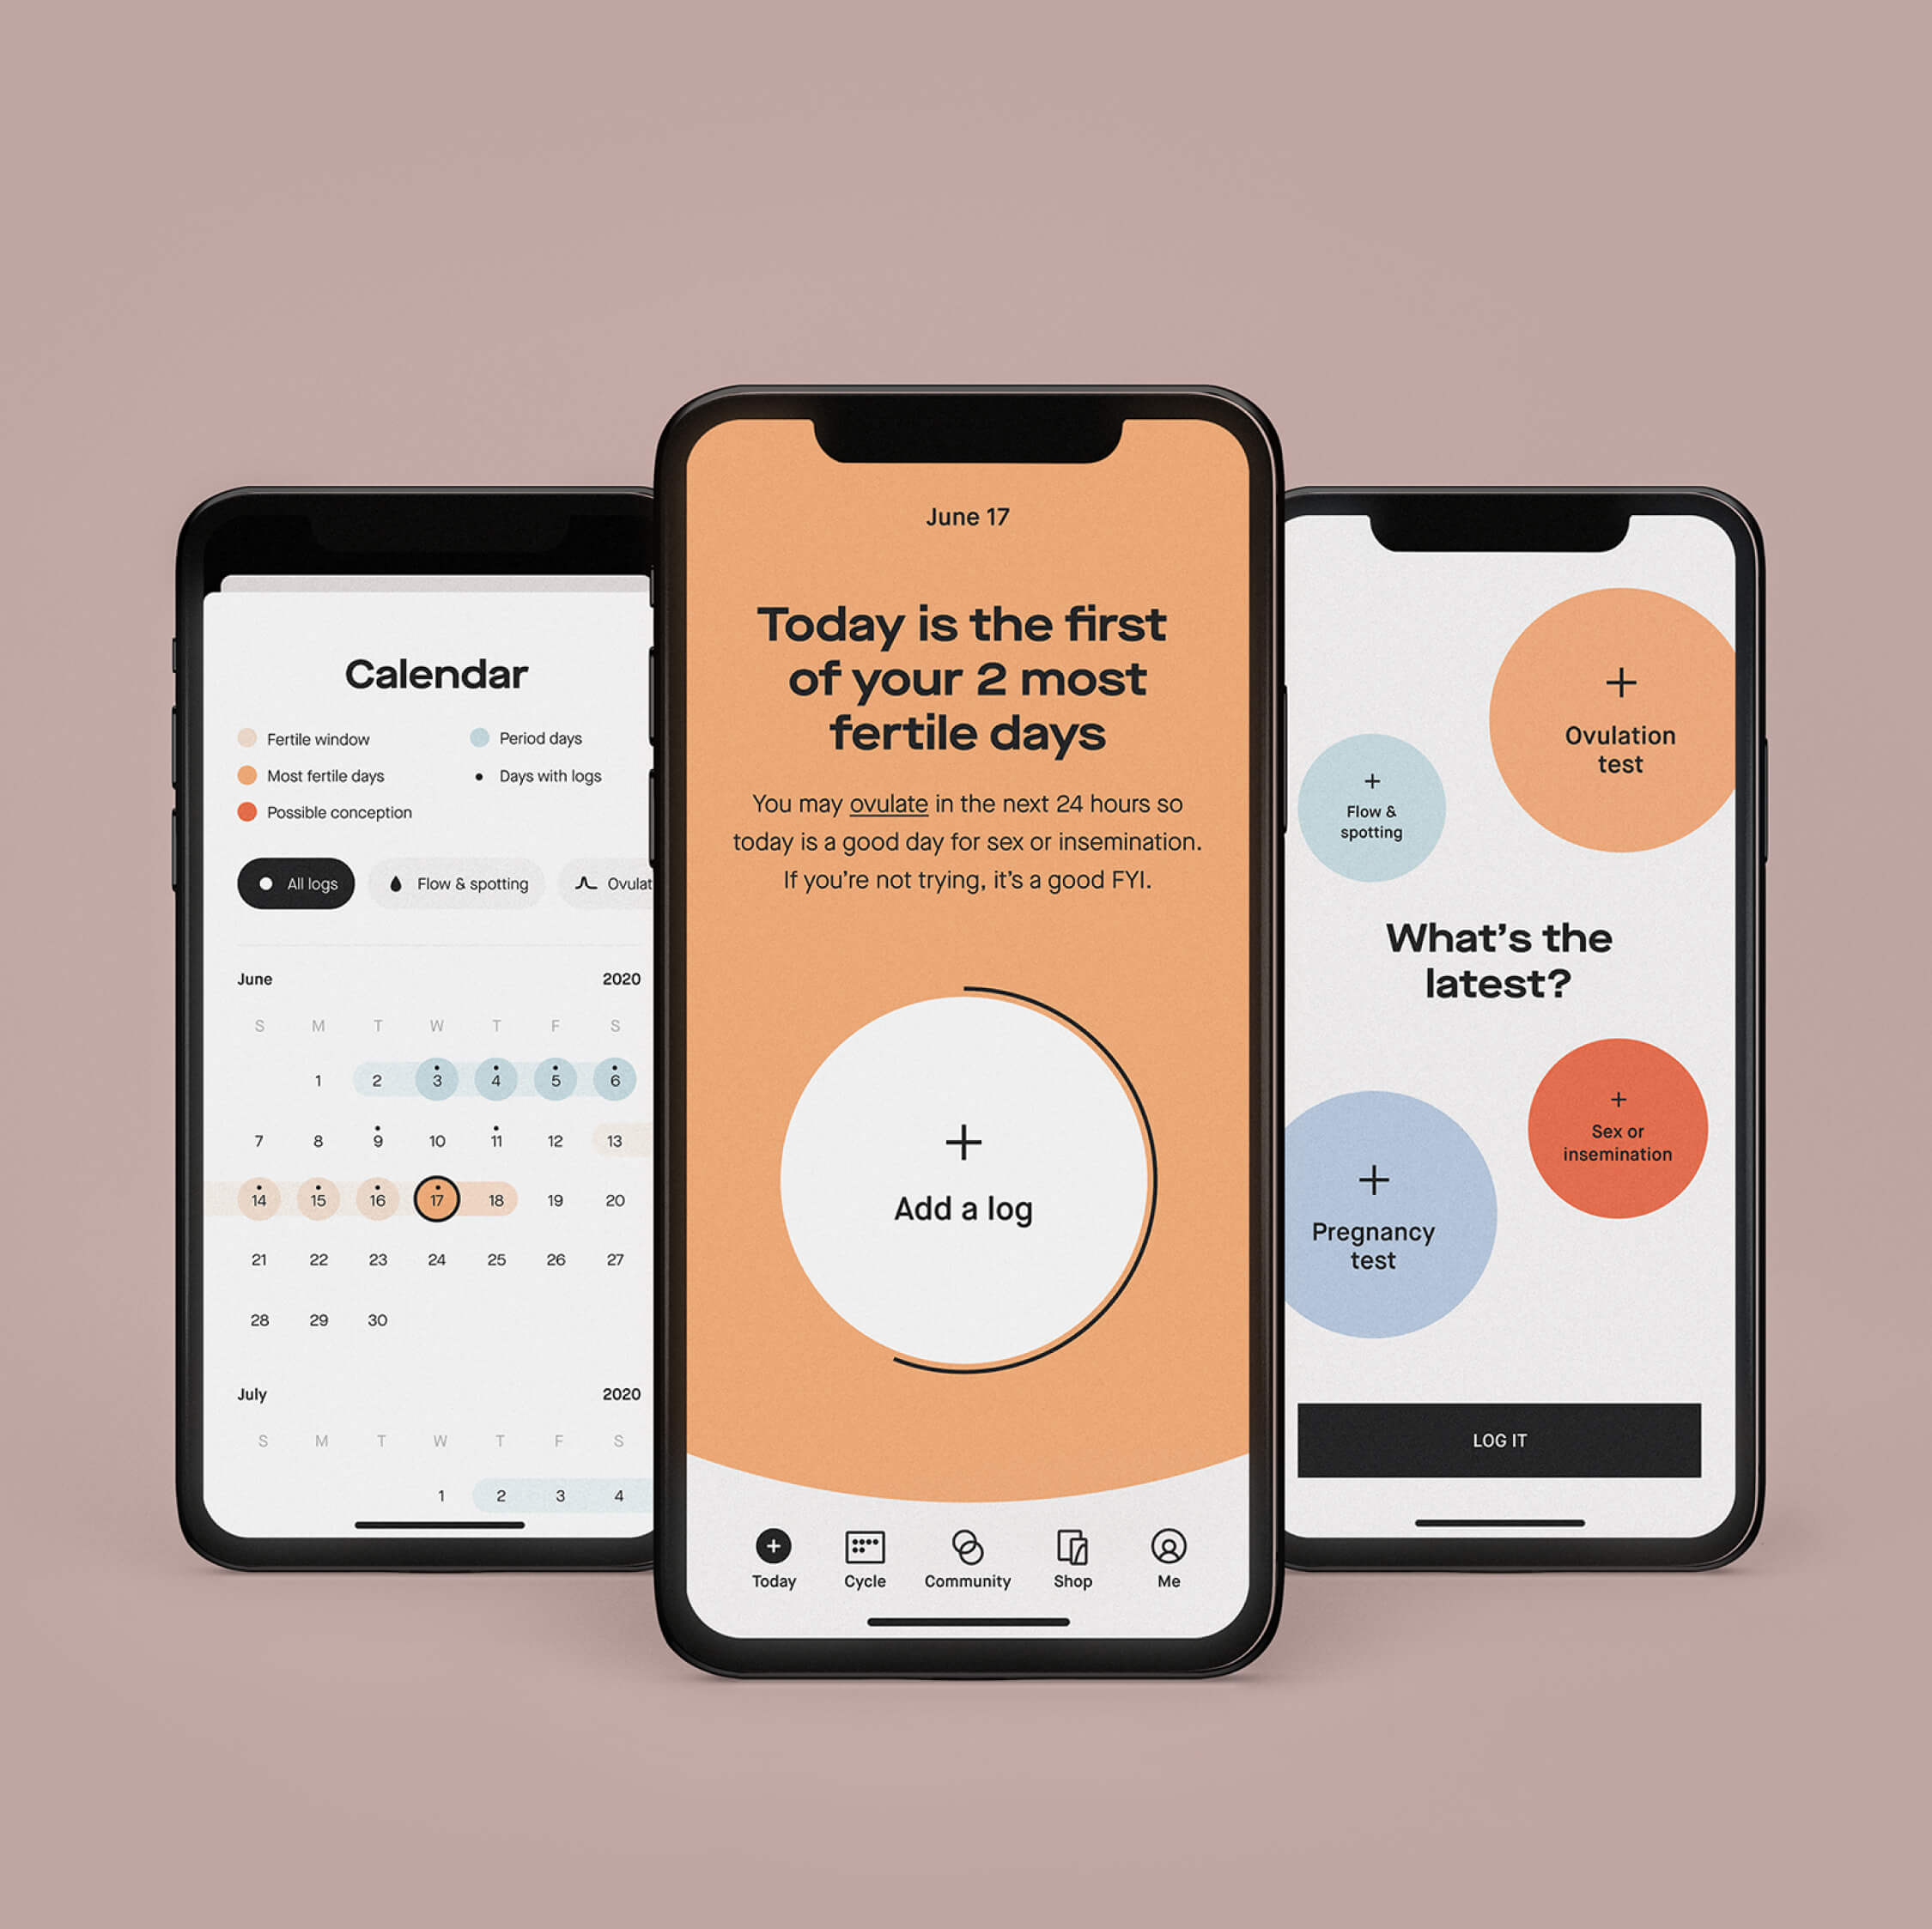 Calendar
Fertile window
Period days
Most fertile days
Days with logs
Possible conception
All logs
Flow & spotting
Ovulat
June 2020
S M T W T F S
1 2 3 4 5 6
7 8 9 10 11 12 13
14 15 16 17 18 19 20
21 22 23 24 25 26 27
28 29 30
July 2020
S M T W T F S
1 2 3 4
June 17
Today is the first
of your 2 most
fertile days
You may ovulate in the next 24 hours so
today is a good day for sex or insemination.
If you're not trying, it's a good FYI.
+
Add a log
+
Today Cycle Community Shop Me
+
Ovulation
test
+
Flow &
spotting
What's the
latest?
+
Sex or
insemination
+
Pregnancy
test
LOG IT